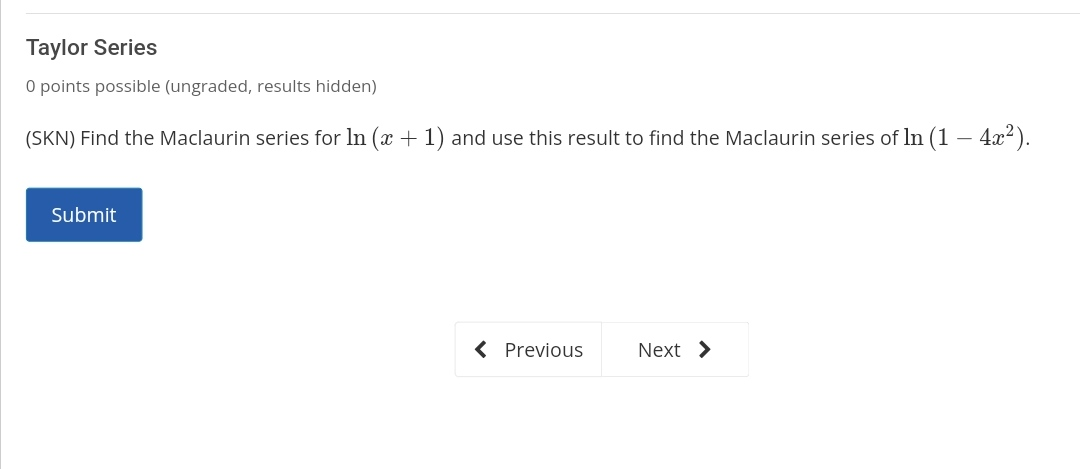 Taylor Series
0 points possible (ungraded, results hidden)
(SKN) Find the Maclaurin series for ln (x + 1) and use this result to find the Maclaurin series of ln (1 − 4x²).
Submit
Previous Next